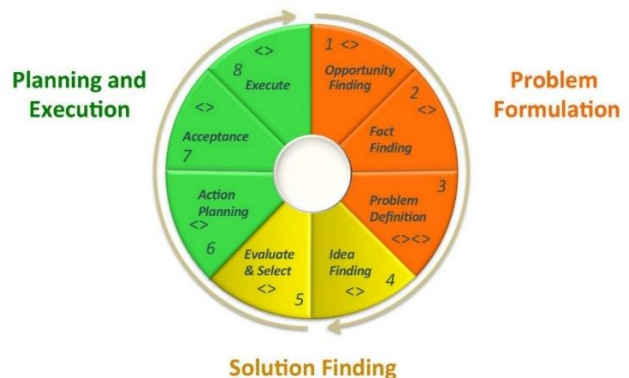 Planning and
Execution
Problem
Formulation
1 <>
Opportunity
Finding
2
<>
Fact
Finding
3
Problem
Definition
<><>
4
Idea
Finding
<>
5
Evaluate
& Select
<>
6
Action
Planning
<>
7
Acceptance
<>
8
<>
Execute
Solution Finding